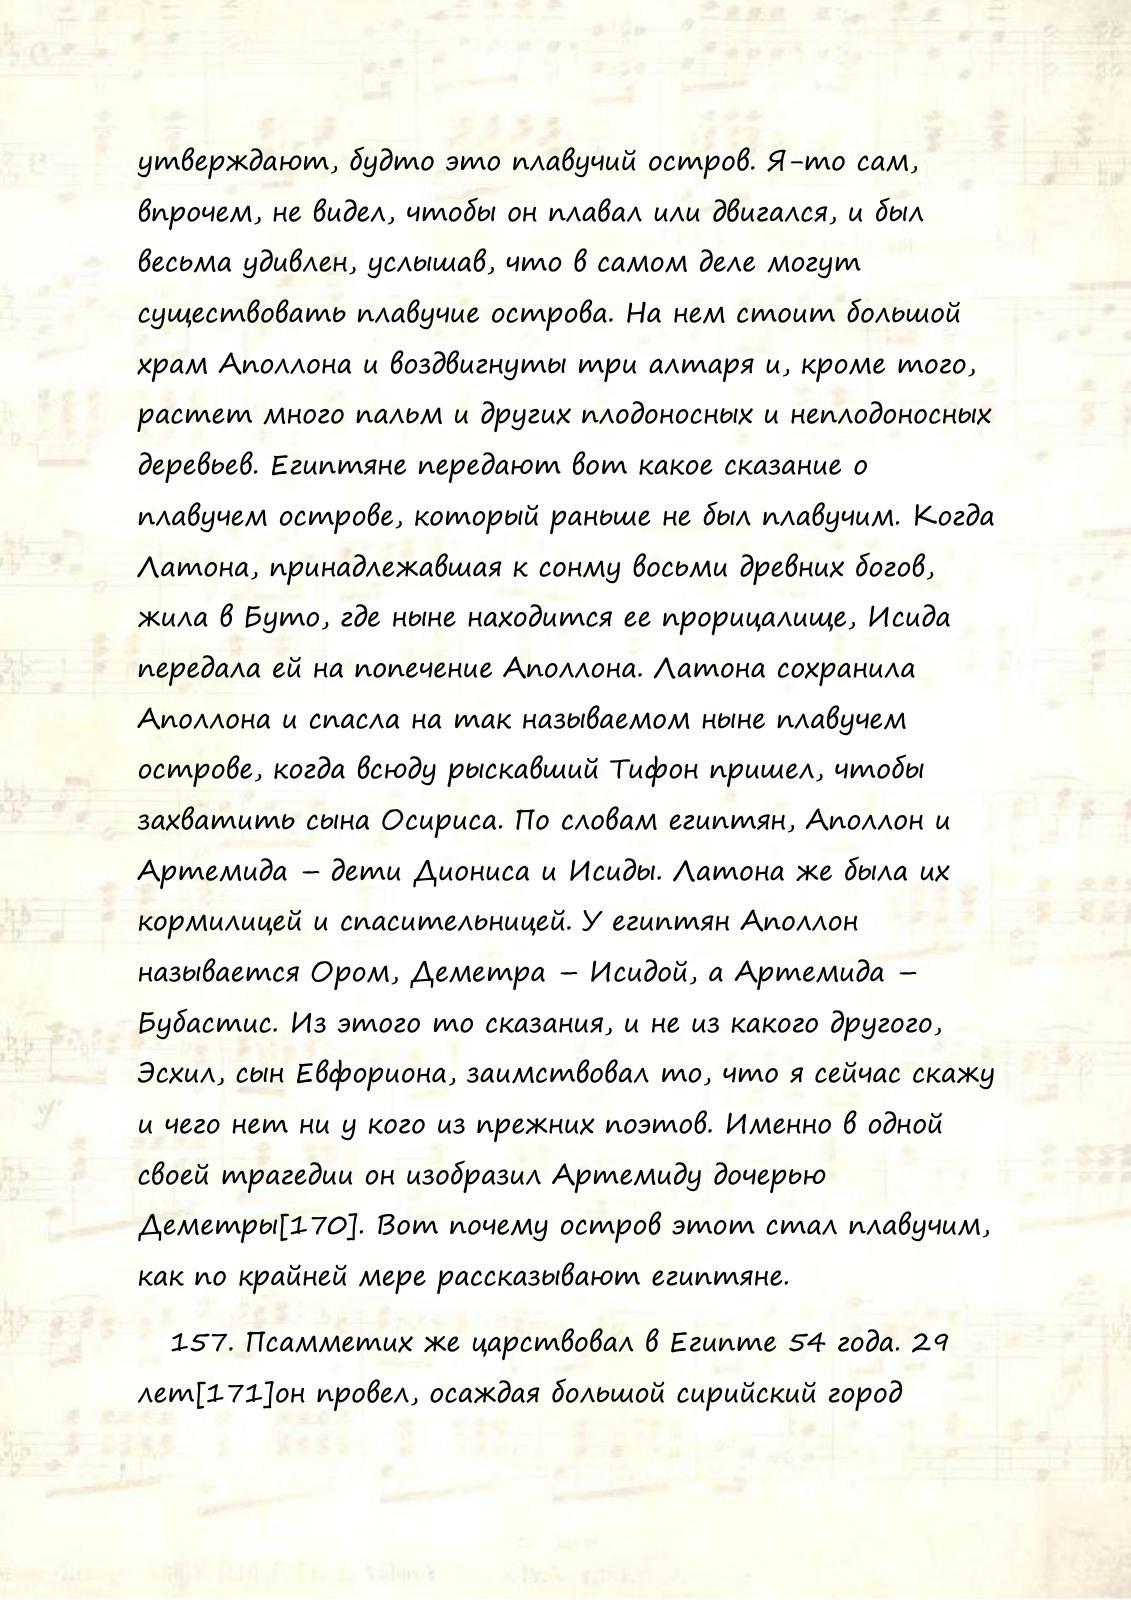 утверждают, будто это плавучий остров. Я-то сам,
впрочем, не видел, чтобы он плавал или двигался, и был
весьма удивлен, услышав, что в самом деле могут
существовать плавучие острова. На нем стоит большой
храм Аполлона и воздвигнуты три алтаря и, кроме того,
растет много пальм и других плодоносных и неплодоносных
деревьев. Египтяне передают вот какое сказание о
плавучем острове, который раньше не был плавучим. Когда
Латона, принадлежавшая к сонму восьми древних богов,
жила в Буто, где ныне находится ее прорицалище, Исида
передала ей на попечение Аполлона. Латона сохранила
Аполлона и спасла на так называемом ныне плавучем
острове, когда всюду рыскавший Тифон пришел, чтобы
захватить сына Осириса. По словам египтян, Аполлон и
Артемида – дети Диониса и Исиды. Латона же была их
кормилицей и спасительницей. У египтян Аполлон
называется Ором, Деметра – Исидой, а Артемида –
Бубастис. Из этого то сказания, и не из какого другого,
Эсхил, сын Евфориона, заимствовал то, что я сейчас скажу
и чего нет ни у кого из прежних поэтов. Именно в одной
своей трагедии он изобразил Артемиду дочерью
Деметры[170]. Вот почему остров этот стал плавучим,
как по крайней мере рассказывают египтяне.
157. Псамметих же царствовал в Египте 54 года. 29
лет[171]он провел, осаждая большой сирийский город